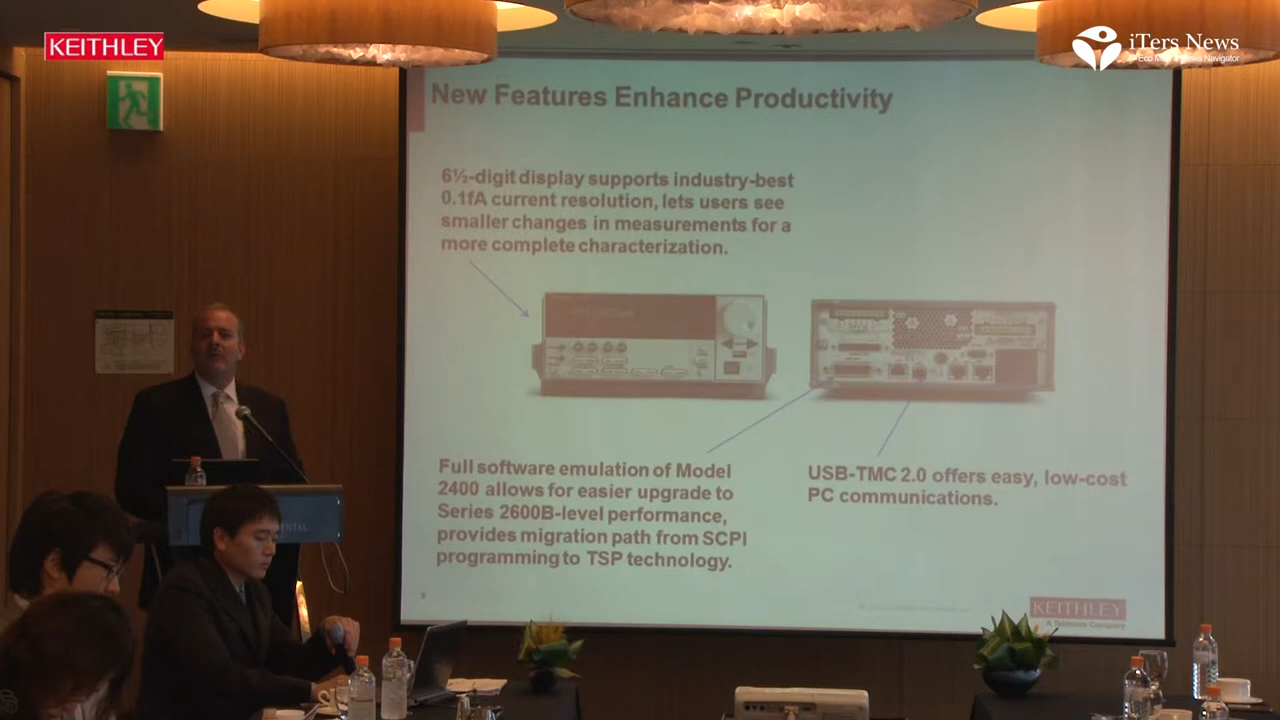 KEITHLEY
iTers News
New Features Enhance Productivity
6½-digit display supports industry-best
0.1fA current resolution, lets users see
smaller changes in measurements for a
more complete characterization.
Full software emulation of Model
2400 allows for easier upgrade to
Series 2600B-level performance,
provides migration path from SCPI
programming to TSP technology.
USB-TMC 2.0 offers easy, low-cost
PC communications.
9
KEITHLEY
A Tektronix Company